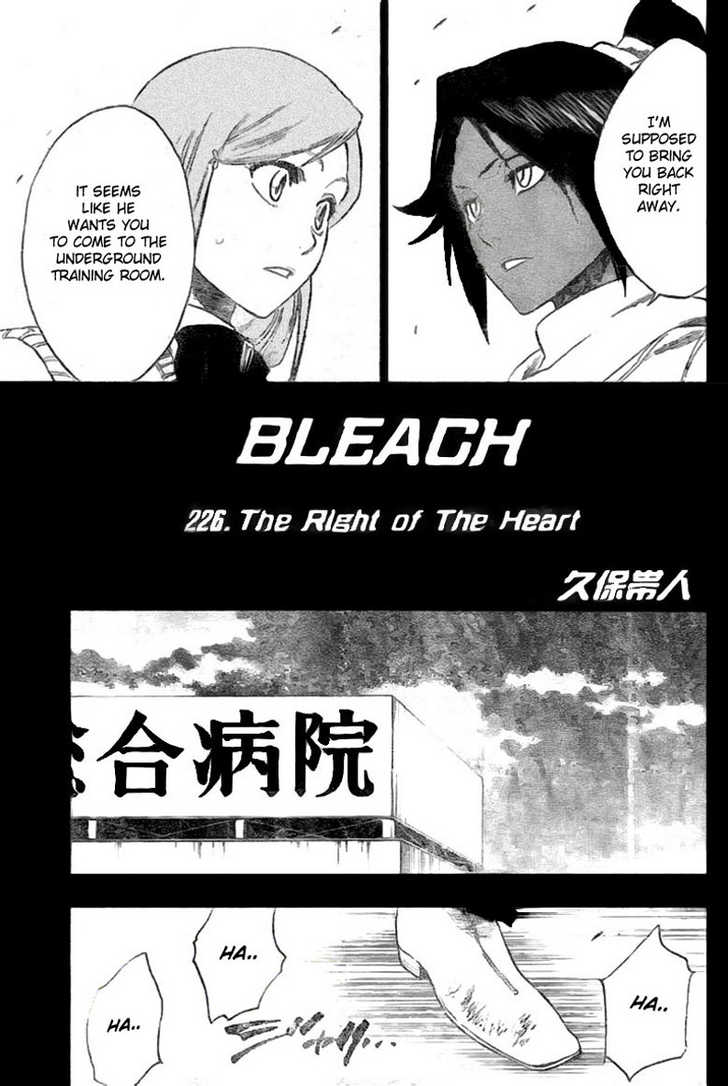 I'M
SUPPOSED
TO BRING
YOU BACK
RIGHT
AWAY.
IT SEEMS
LIKE HE
WANTS YOU
TO COME TO THE
UNDERGROUND
TRAINING ROOM.
BLEACH
226. The Right of The Heart
久保帯人
合病院
HA..
HA..
HA..